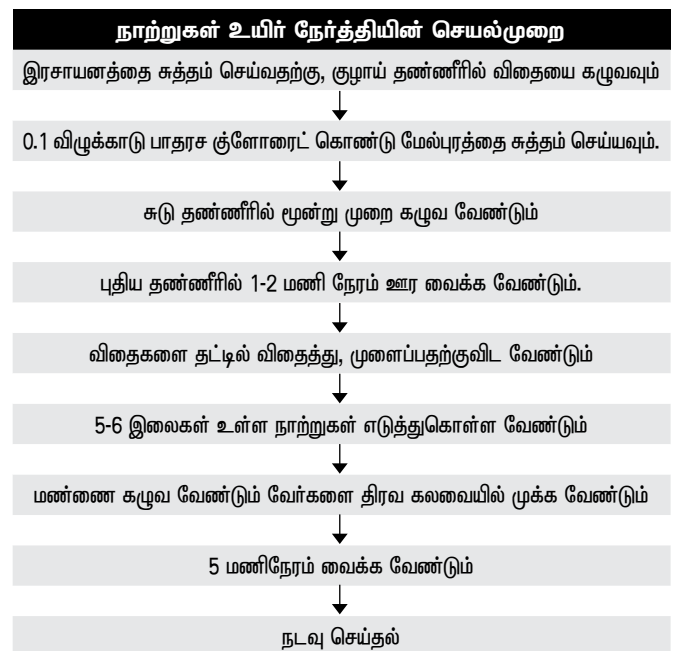 நாற்றுகள் உயிர் நேர்த்தியின் செயல்முறை
இரசாயனத்தை சுத்தம் செய்வதற்கு, குழாய் தண்ணீரில் விதையை கழுவவும்
0.1 விழுக்காடு பாதரச கு்ளோரைட் கொண்டு மேல்புரத்தை சுத்தம் செய்யவும்.
சுடு தண்ணீரில் மூன்று முறை கழுவ வேண்டும்
புதிய தண்ணீரில் 1-2 மணி நேரம் ஊர வைக்க வேண்டும்.
விதைகளை தட்டில் விதைத்து, முளைப்பதற்குவிட வேண்டும்
5-6 இலைகள் உள்ள நாற்றுகள் எடுத்துகொள்ள வேண்டும்
மண்ணை கழுவ வேண்டும் வேர்களை திரவ கலவையில் முக்க வேண்டும்
5 மணிநேரம் வைக்க வேண்டும்
நடவு செய்தல்